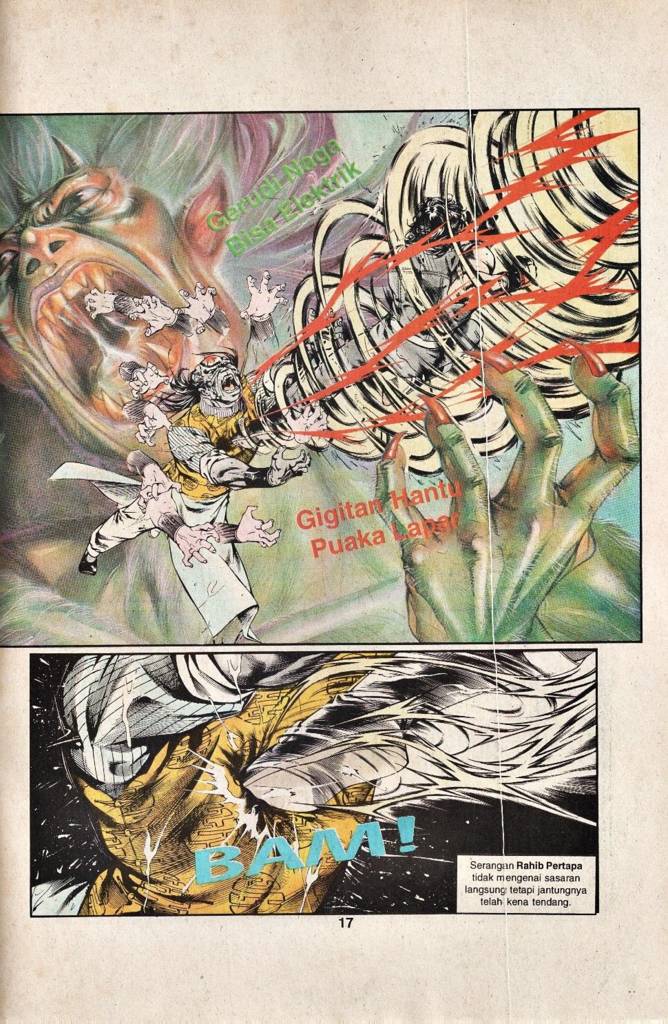 Gerudi Naga
Bisa Elektrik
Gigitan Hantu
Puaka Lapar
BAM!
Serangan Rahib Pertapa
tidak mengenai sasaran
langsung tetapi jantungnya
telah kena tendang.
17